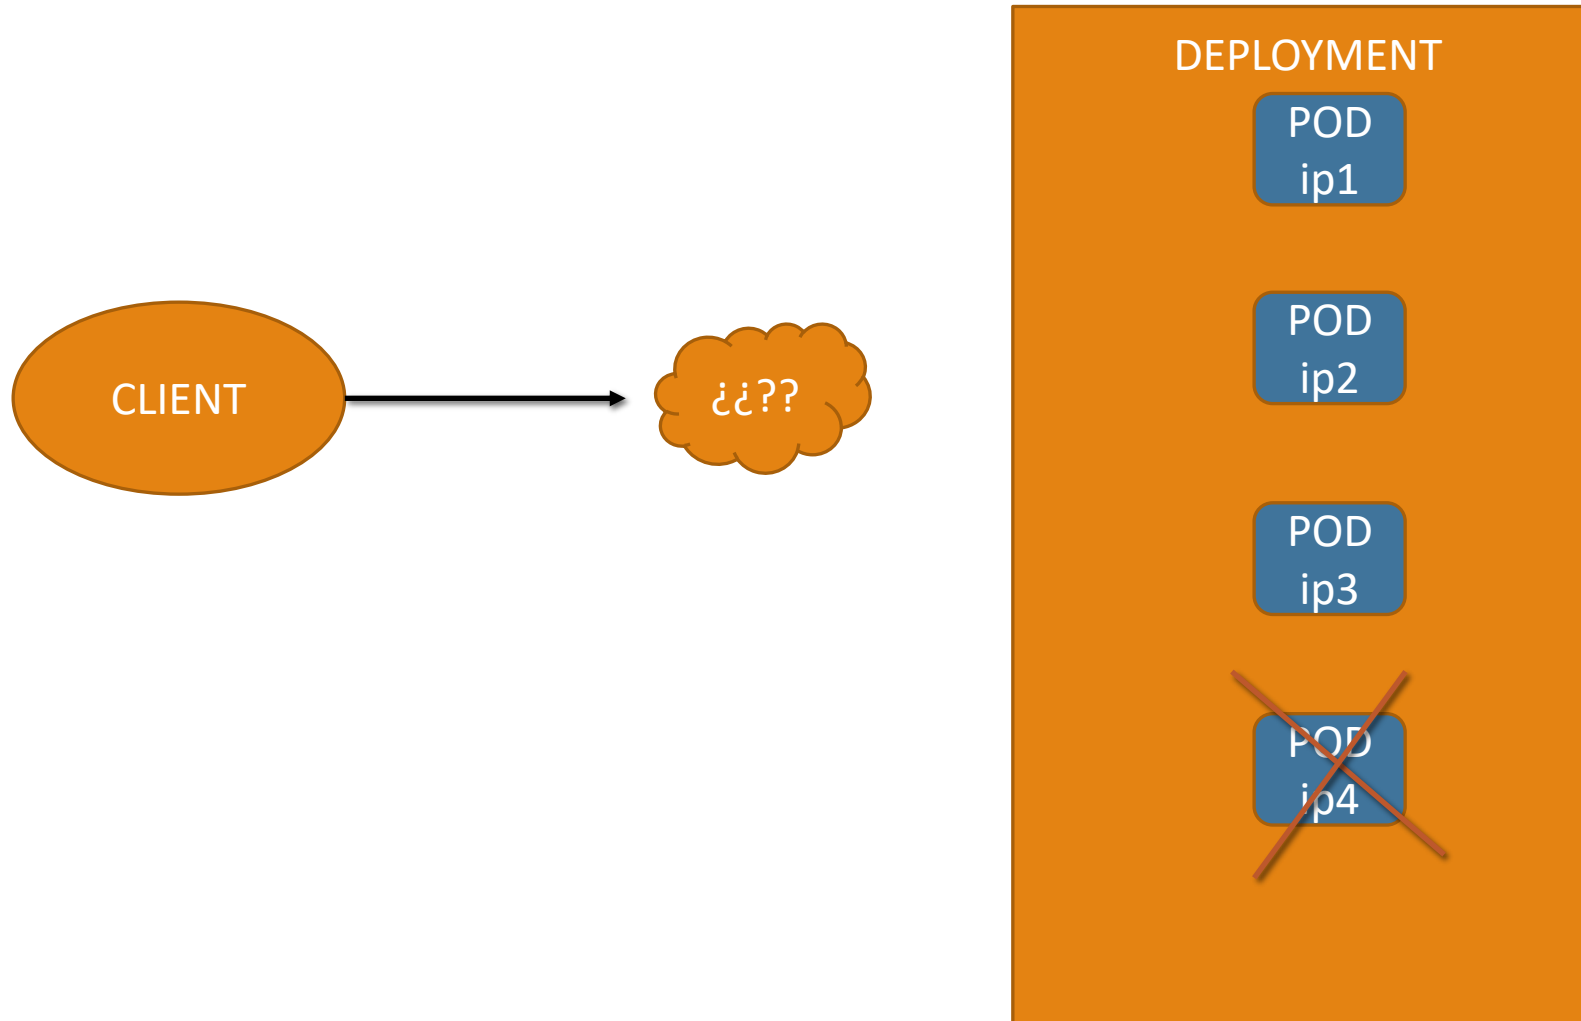 DEPLOYMENT
POD
ip1
POD
ip2
CLIENT
¿¿??
POD
ip3
POD
ip4